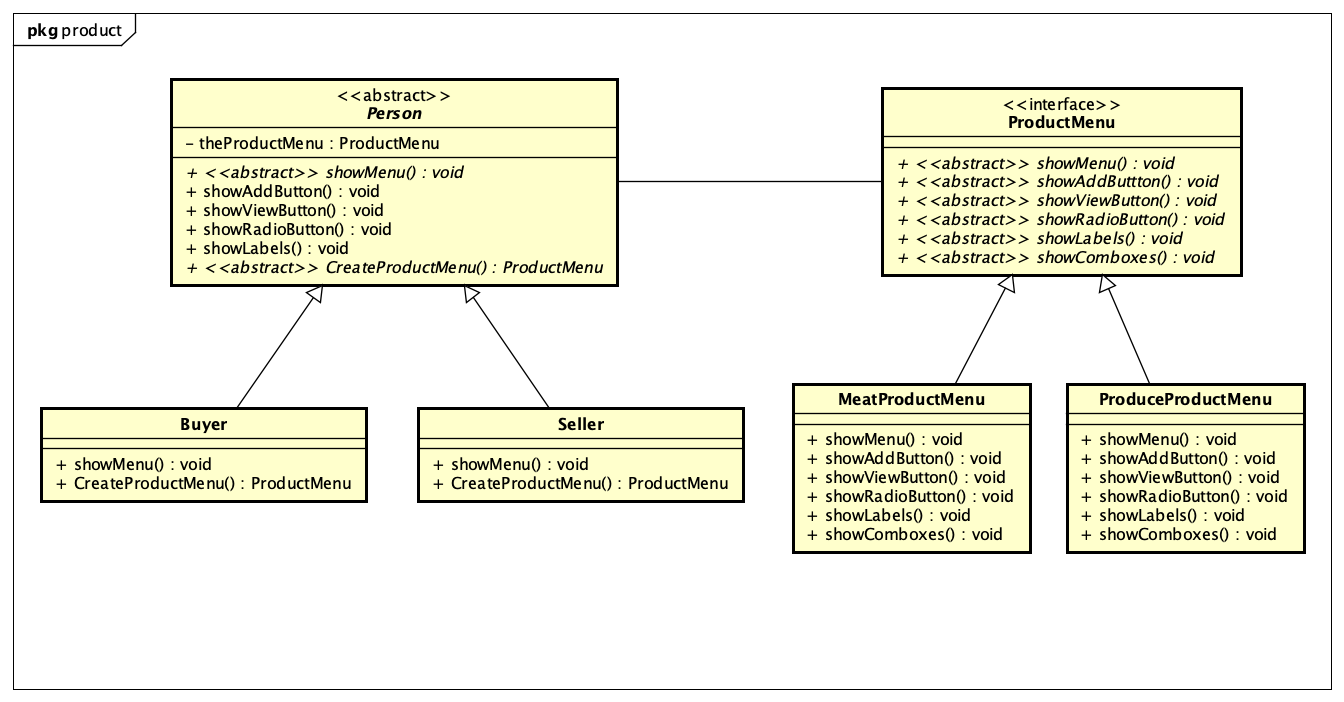 pkg product
<<abstract>>
Person
- theProductMenu : ProductMenu
+ <<abstract>> showMenu() : void
+ showAddButton() : void
+ showViewButton() : void
+ showRadioButton() : void
+ showLabels() : void
+ <<abstract>> CreateProductMenu() : ProductMenu
<<interface>>
ProductMenu
+ <<abstract>> showMenu() : void
+ <<abstract>> showAddButtton() : void
+ <<abstract>> showViewButton() : void
+ <<abstract>> showRadioButton() : void
+ <<abstract>> showLabels() : void
+ <<abstract>> showComboxes() : void
Buyer
+ showMenu() : void
+ CreateProductMenu() : ProductMenu
Seller
+ showMenu() : void
+ CreateProductMenu() : ProductMenu
MeatProductMenu
+ showMenu() : void
+ showAddButton() : void
+ showViewButton() : void
+ showRadioButton() : void
+ showLabels() : void
+ showComboxes() : void
ProduceProductMenu
+ showMenu() : void
+ showAddButton() : void
+ showViewButton() : void
+ showRadioButton() : void
+ showLabels() : void
+ showComboxes() : void